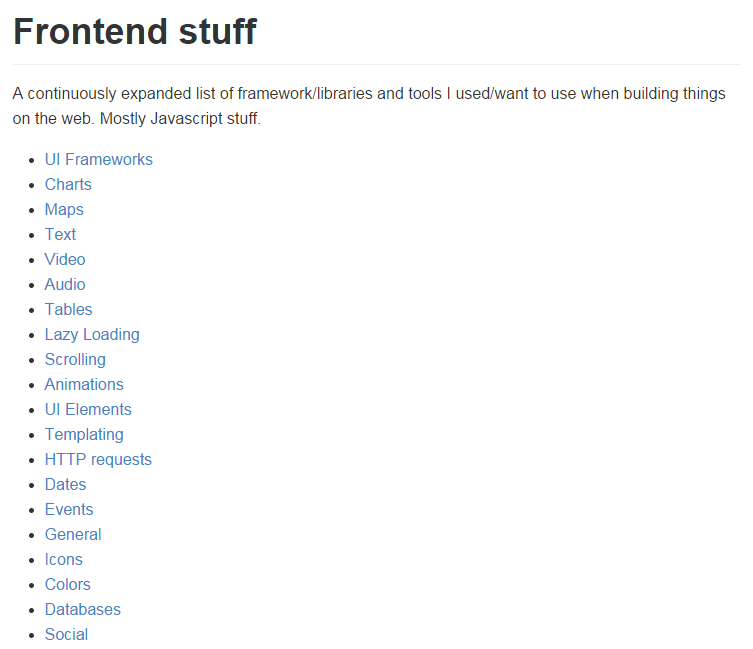 Frontend stuff
A continuously expanded list of framework/libraries and tools I used/want to use when building things
on the web. Mostly Javascript stuff.
UI Frameworks
Charts
Maps
Text
Video
Audio
Tables
Lazy Loading
Scrolling
Animations
UI Elements
Templating
HTTP requests
Dates
Events
General
Icons
Colors
Databases
Social